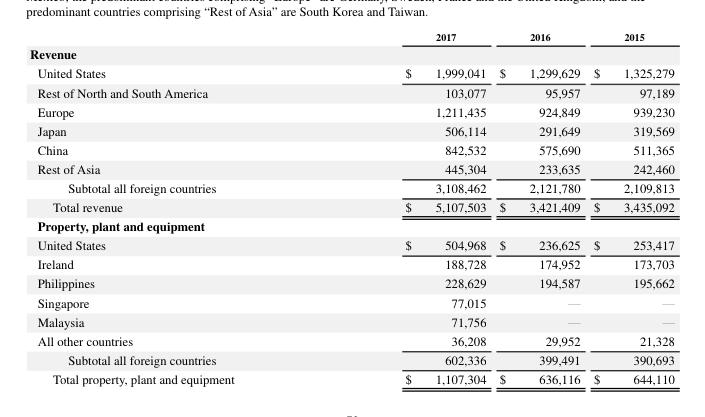 predominant countries comprising “Rest of Asia” are South Korea and Taiwan.
2017 2016 2015
Revenue
United States $ 1,999,041 $ 1,299,629 $ 1,325,279
Rest of North and South America 103,077 95,957 97,189
Europe 1,211,435 924,849 939,230
Japan 506,114 291,649 319,569
China 842,532 575,690 511,365
Rest of Asia 445,304 233,635 242,460
Subtotal all foreign countries 3,108,462 2,121,780 2,109,813
Total revenue $ 5,107,503 $ 3,421,409 $ 3,435,092
Property, plant and equipment
United States $ 504,968 $ 236,625 $ 253,417
Ireland 188,728 174,952 173,703
Philippines 228,629 194,587 195,662
Singapore 77,015 — —
Malaysia 71,756 — —
All other countries 36,208 29,952 21,328
Subtotal all foreign countries 602,336 399,491 390,693
Total property, plant and equipment $ 1,107,304 $ 636,116 $ 644,110